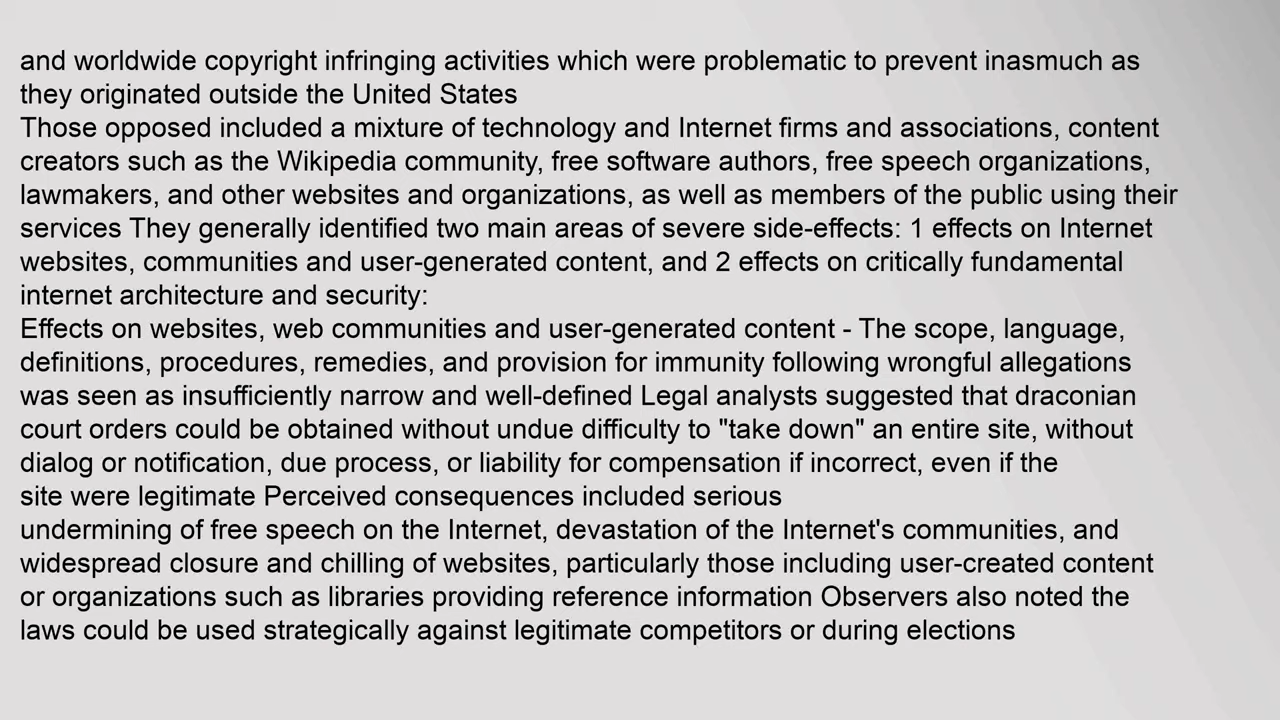 and worldwide copyright infringing activities which were problematic to prevent inasmuch as
they originated outside the United States
Those opposed included a mixture of technology and Internet firms and associations, content
creators such as the Wikipedia community, free software authors, free speech organizations,
lawmakers, and other websites and organizations, as well as members of the public using their
services They generally identified two main areas of severe side-effects: 1 effects on Internet
websites, communities and user-generated content, and 2 effects on critically fundamental
internet architecture and security:
Effects on websites, web communities and user-generated content - The scope, language,
definitions, procedures, remedies, and provision for immunity following wrongful allegations
was seen as insufficiently narrow and well-defined Legal analysts suggested that draconian
court orders could be obtained without undue difficulty to "take down" an entire site, without
dialog or notification, due process, or liability for compensation if incorrect, even if the
site were legitimate Perceived consequences included serious
undermining of free speech on the Internet, devastation of the Internet's communities, and
widespread closure and chilling of websites, particularly those including user-created content
or organizations such as libraries providing reference information Observers also noted the
laws could be used strategically against legitimate competitors or during elections